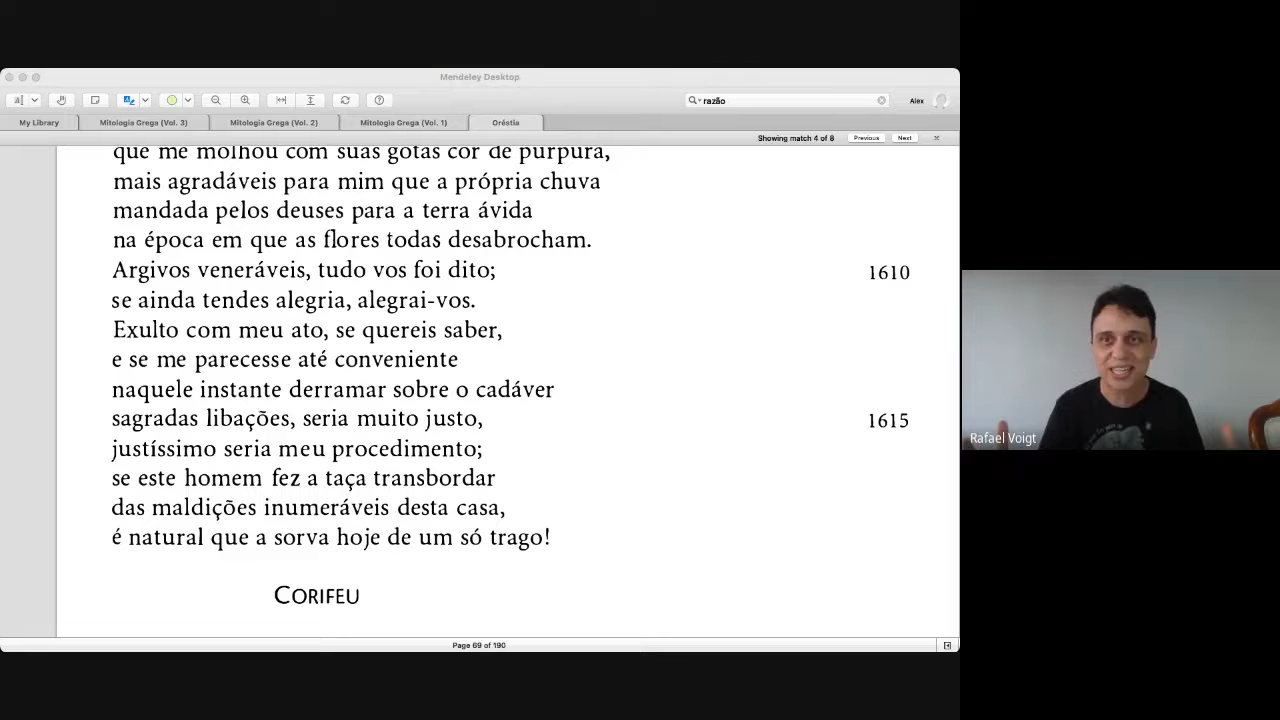 Mendeley Desktop
razão
Alex
My Library
Mitologia Grega (Vol. 3)
Mitologia Grega (Vol. 2)
Mitologia Grega (Vol. 1)
Oréstia
Showing match 4 of 8
Previous
Next
que me molhou com suas gotas cor de púrpura,
mais agradáveis para mim que a própria chuva
mandada pelos deuses para a terra ávida
na época em que as flores todas desabrocham.
Argivos veneráveis, tudo vos foi dito; 1610
se ainda tendes alegria, alegrai-vos.
Exulto com meu ato, se quereis saber,
e se me parecesse até conveniente
naquele instante derramar sobre o cadáver
sagradas libações, seria muito justo, 1615
justíssimo seria meu procedimento;
se este homem fez a taça transbordar
das maldições inumeráveis desta casa,
é natural que a sorva hoje de um só trago!
CORIFEU
Page 69 of 190
Rafael Voigt